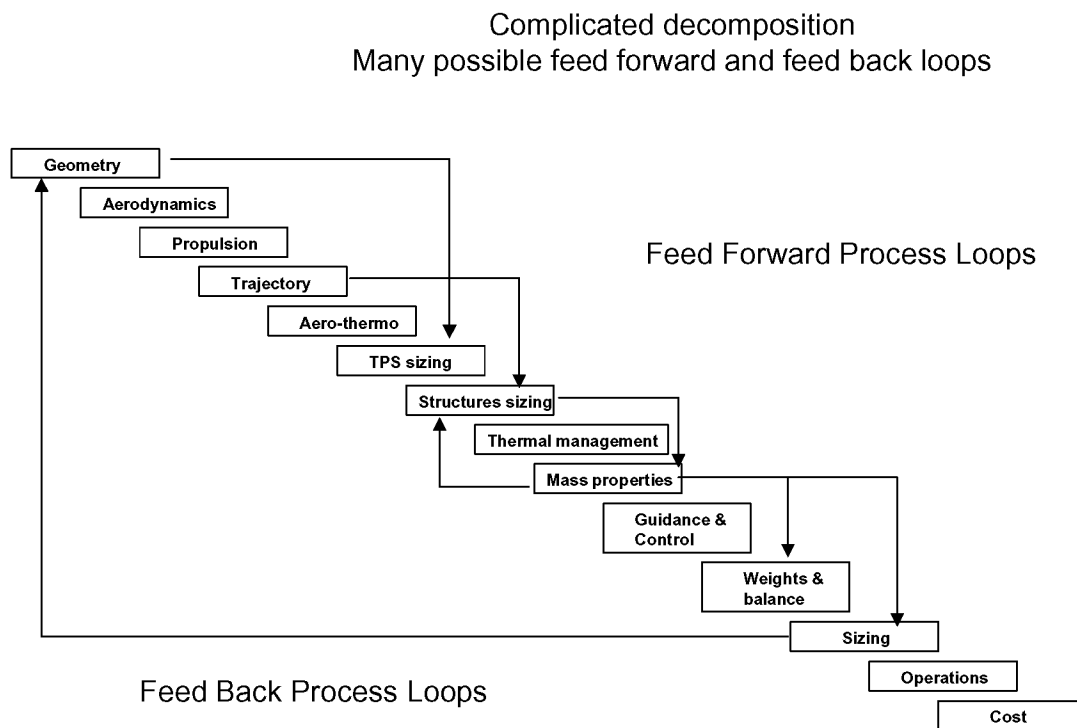 Complicated decomposition
Many possible feed forward and feed back loops
Geometry
Aerodynamics
Propulsion
Feed Forward Process Loops
Trajectory
Aero-thermo
TPS sizing
Structures sizing
Thermal management
Mass properties
Guidance &
Control
Weights &
balance
Sizing
Operations
Feed Back Process Loops
Cost